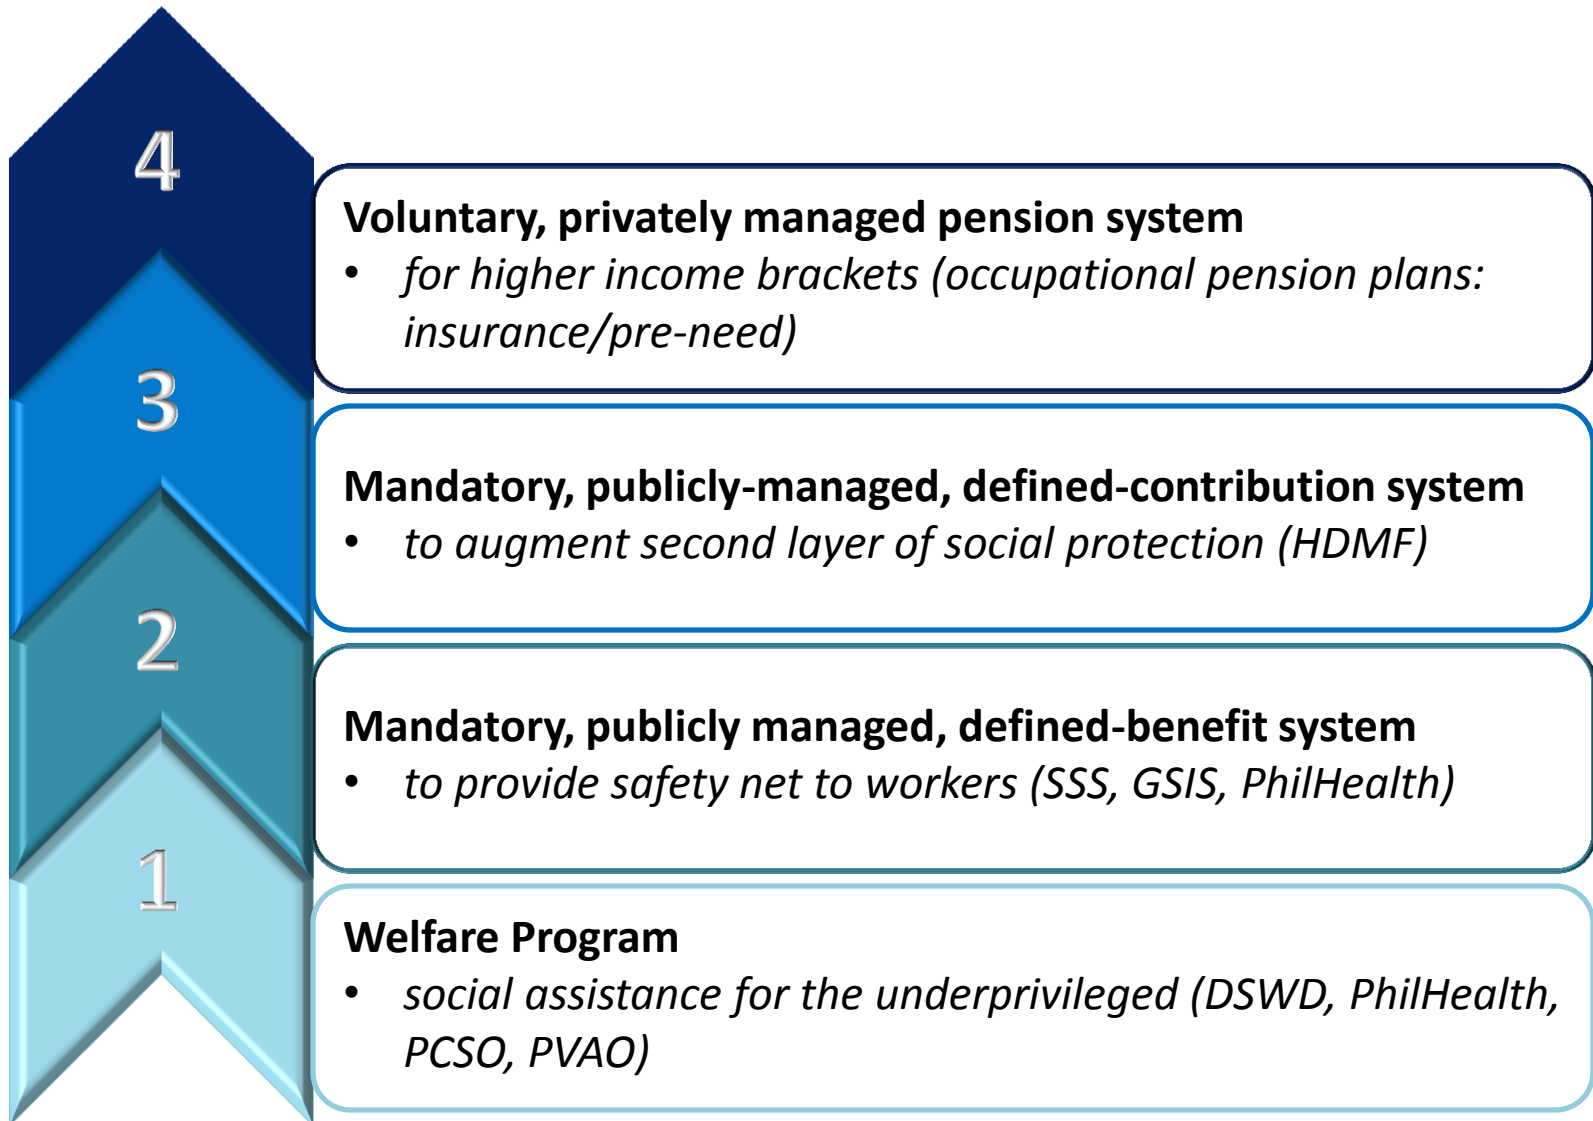 4
Voluntary, privately managed pension system
• for higher income brackets (occupational pension plans:
insurance/pre-need)
3
Mandatory, publicly-managed, defined-contribution system
• to augment second layer of social protection (HDMF)
2
Mandatory, publicly managed, defined-benefit system
• to provide safety net to workers (SSS, GSIS, PhilHealth)
1
Welfare Program
• social assistance for the underprivileged (DSWD, PhilHealth,
PCSO, PVAO)